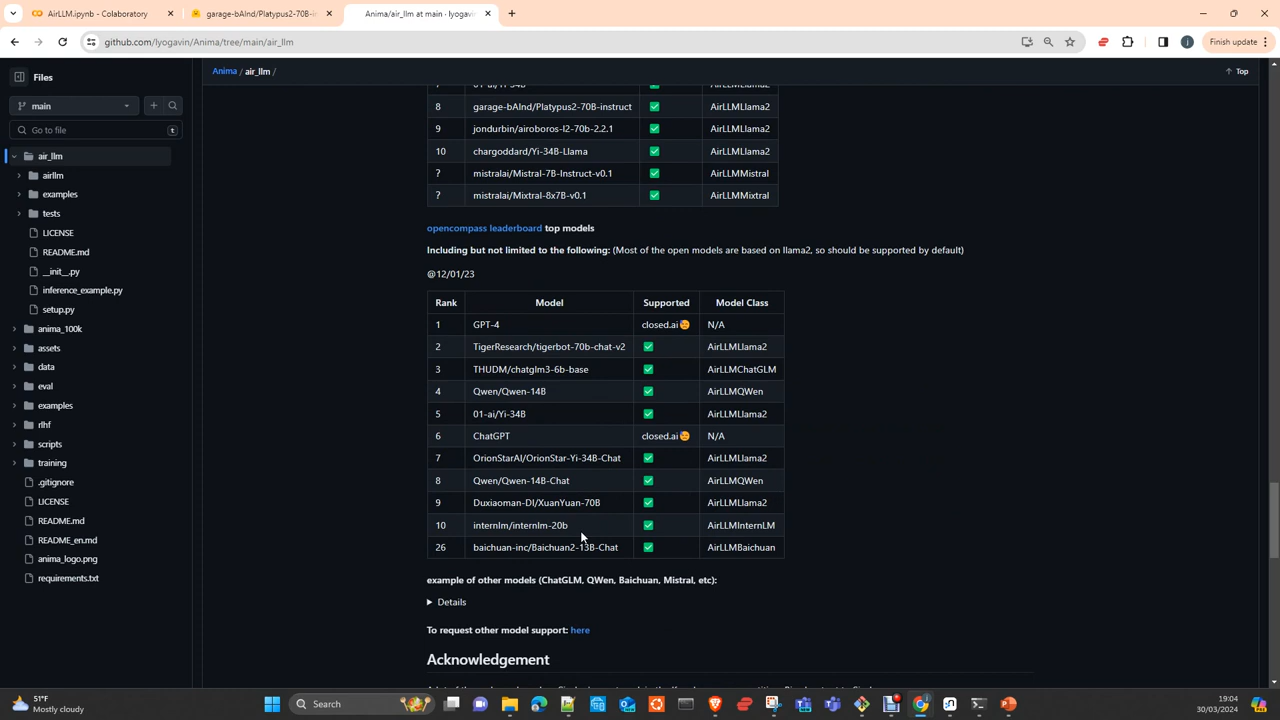 AirLLM.ipynb - Colaboratory
garage-bAInd/Platypus2-70B-in
Anima/air_llm at main · lyogavin
github.com/lyogavin/Anima/tree/main/air_llm
Finish update
Files
Anima / air_llm /
Top
main
Go to file
t
air_llm
airllm
examples
tests
LICENSE
README.md
__init__.py
inference_example.py
setup.py
anima_100k
assets
data
eval
examples
rlhf
scripts
training
.gitignore
LICENSE
README.md
README_en.md
anima_logo.png
requirements.txt
8 garage-bAInd/Platypus2-70B-instruct ✅ AirLLMLlama2
9 jondurbin/airoboros-l2-70b-2.2.1 ✅ AirLLMLlama2
10 chargoddard/Yi-34B-Llama ✅ AirLLMLlama2
? mistralai/Mistral-7B-Instruct-v0.1 ✅ AirLLMMistral
? mistralai/Mixtral-8x7B-v0.1 ✅ AirLLMMixtral
opencompass leaderboard top models
Including but not limited to the following: (Most of the open models are based on llama2, so should be supported by default)
@12/01/23
Rank Model Supported Model Class
1 GPT-4 closed.ai😓 N/A
2 TigerResearch/tigerbot-70b-chat-v2 ✅ AirLLMLlama2
3 THUDM/chatglm3-6b-base ✅ AirLLMChatGLM
4 Qwen/Qwen-14B ✅ AirLLMQWen
5 01-ai/Yi-34B ✅ AirLLMLlama2
6 ChatGPT closed.ai😓 N/A
7 OrionStarAI/OrionStar-Yi-34B-Chat ✅ AirLLMLlama2
8 Qwen/Qwen-14B-Chat ✅ AirLLMQWen
9 Duxiaoman-DI/XuanYuan-70B ✅ AirLLMLlama2
10 internlm/internlm-20b ✅ AirLLMInternLM
26 baichuan-inc/Baichuan2-13B-Chat ✅ AirLLMBaichuan
example of other models (ChatGLM, QWen, Baichuan, Mistral, etc):
Details
To request other model support: here
Acknowledgement
51°F
Mostly cloudy
Search
19:04
30/03/2024